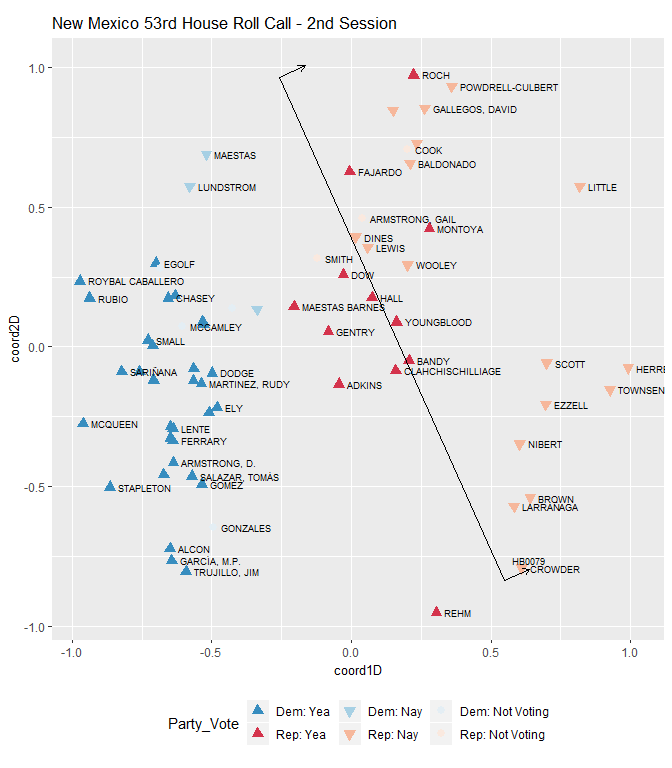 New Mexico 53rd House Roll Call - 2nd Session
1.0
ROCH
POWDRELL-CULBERT
GALLEGOS, DAVID
COOK
MAESTAS
BALDONADO
FAJARDO
LUNDSTROM
LITTLE
0.5
ARMSTRONG, GAIL
MONTOYA
DINES
LEWIS
SMITH
EGOLF
WOOLEY
DOW
ROYBAL CABALLERO
RUBIO
CHASEY
HALL
MAESTAS BARNES
YOUNGBLOOD
MCCAMLEY
GENTRY
SMALL
0.0
BANDY
SCOTT
HERRE
CLAHCHISCHILLIAGE
SARIÑANA
DODGE
MARTINEZ, RUDY
ADKINS
TOWNSEN
ELY
EZZELL
MCQUEEN
LENTE
FERRARY
NIBERT
ARMSTRONG, D.
SALAZAR, TOMÁS
GOMEZ
STAPLETON
-0.5
BROWN
LARRAÑAGA
GONZALES
ALCON
GARCÍA, M.P.
TRUJILLO, JIM
HB0079
CROWDER
REHM
-1.0
coord2D
-1.0 -0.5 0.0 0.5 1.0
coord1D
Party_Vote
Dem: Yea Dem: Nay Dem: Not Voting
Rep: Yea Rep: Nay Rep: Not Voting